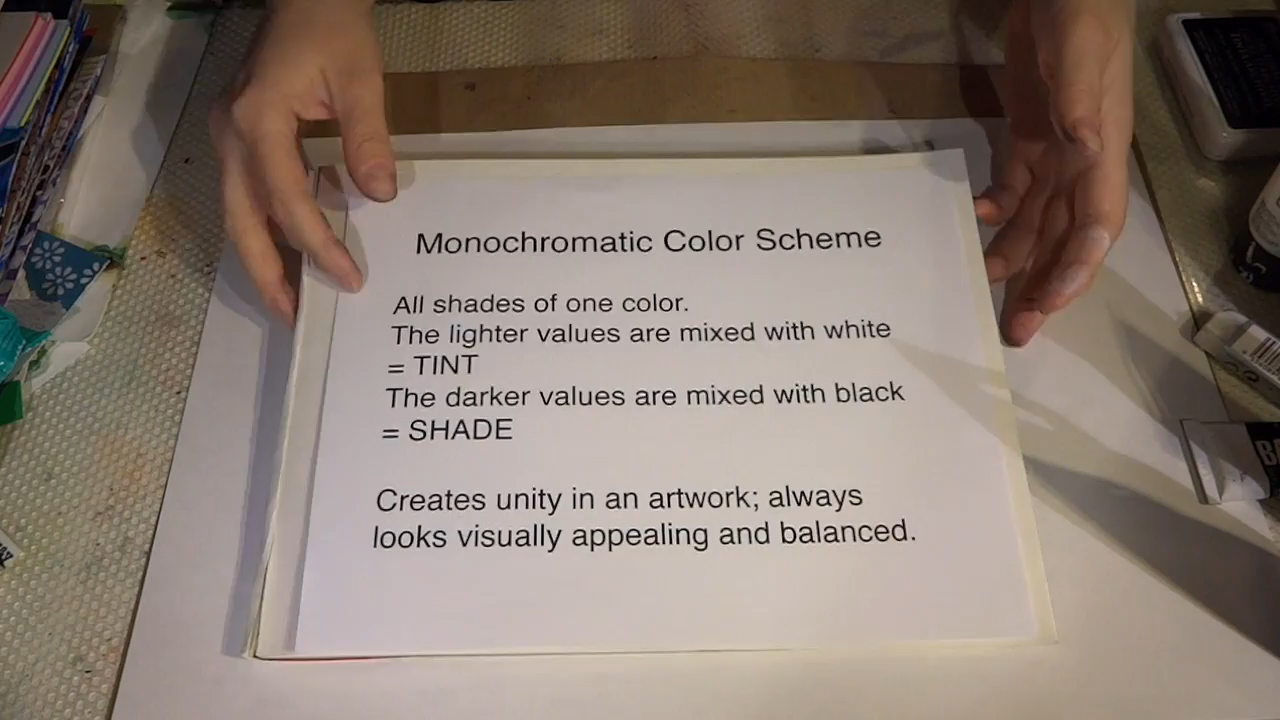 Monochromatic Color Scheme
All shades of one color.
The lighter values are mixed with white
= TINT
The darker values are mixed with black
= SHADE
Creates unity in an artwork; always
looks visually appealing and balanced.